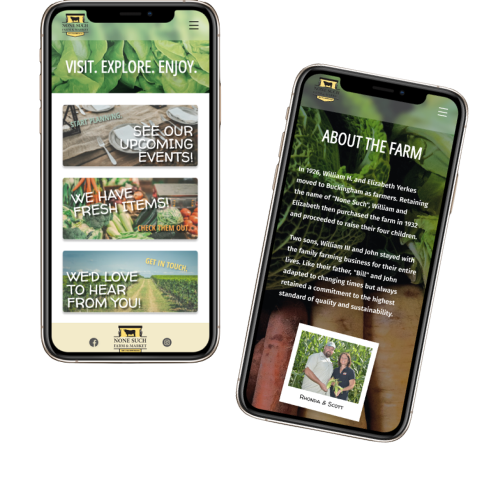 NONE SUCH
VISIT. EXPLORE. ENJOY.
START PLANNING.
SEE OUR
UPCOMING
EVENTS!
WE HAVE
FRESH ITEMS!
CHECK THEM OUT.
GET IN TOUCH.
WE'D LOVE
TO HEAR
FROM YOU!
NONE SUCH
FARM & MARKET
ABOUT THE FARM
In 1926, William H. and Elizabeth Yerkes
moved to Buckingham as farmers. Retaining
the name of "None Such", William and
Elizabeth then purchased the farm in 1932
and proceeded to raise their four children.
Two sons, William III and John stayed with
the family farming business for their entire
lives. Like their father, "Bill" and John
adapted to changing times but always
retained a commitment to the highest
standard of quality and sustainability.
Rhonda & Scott